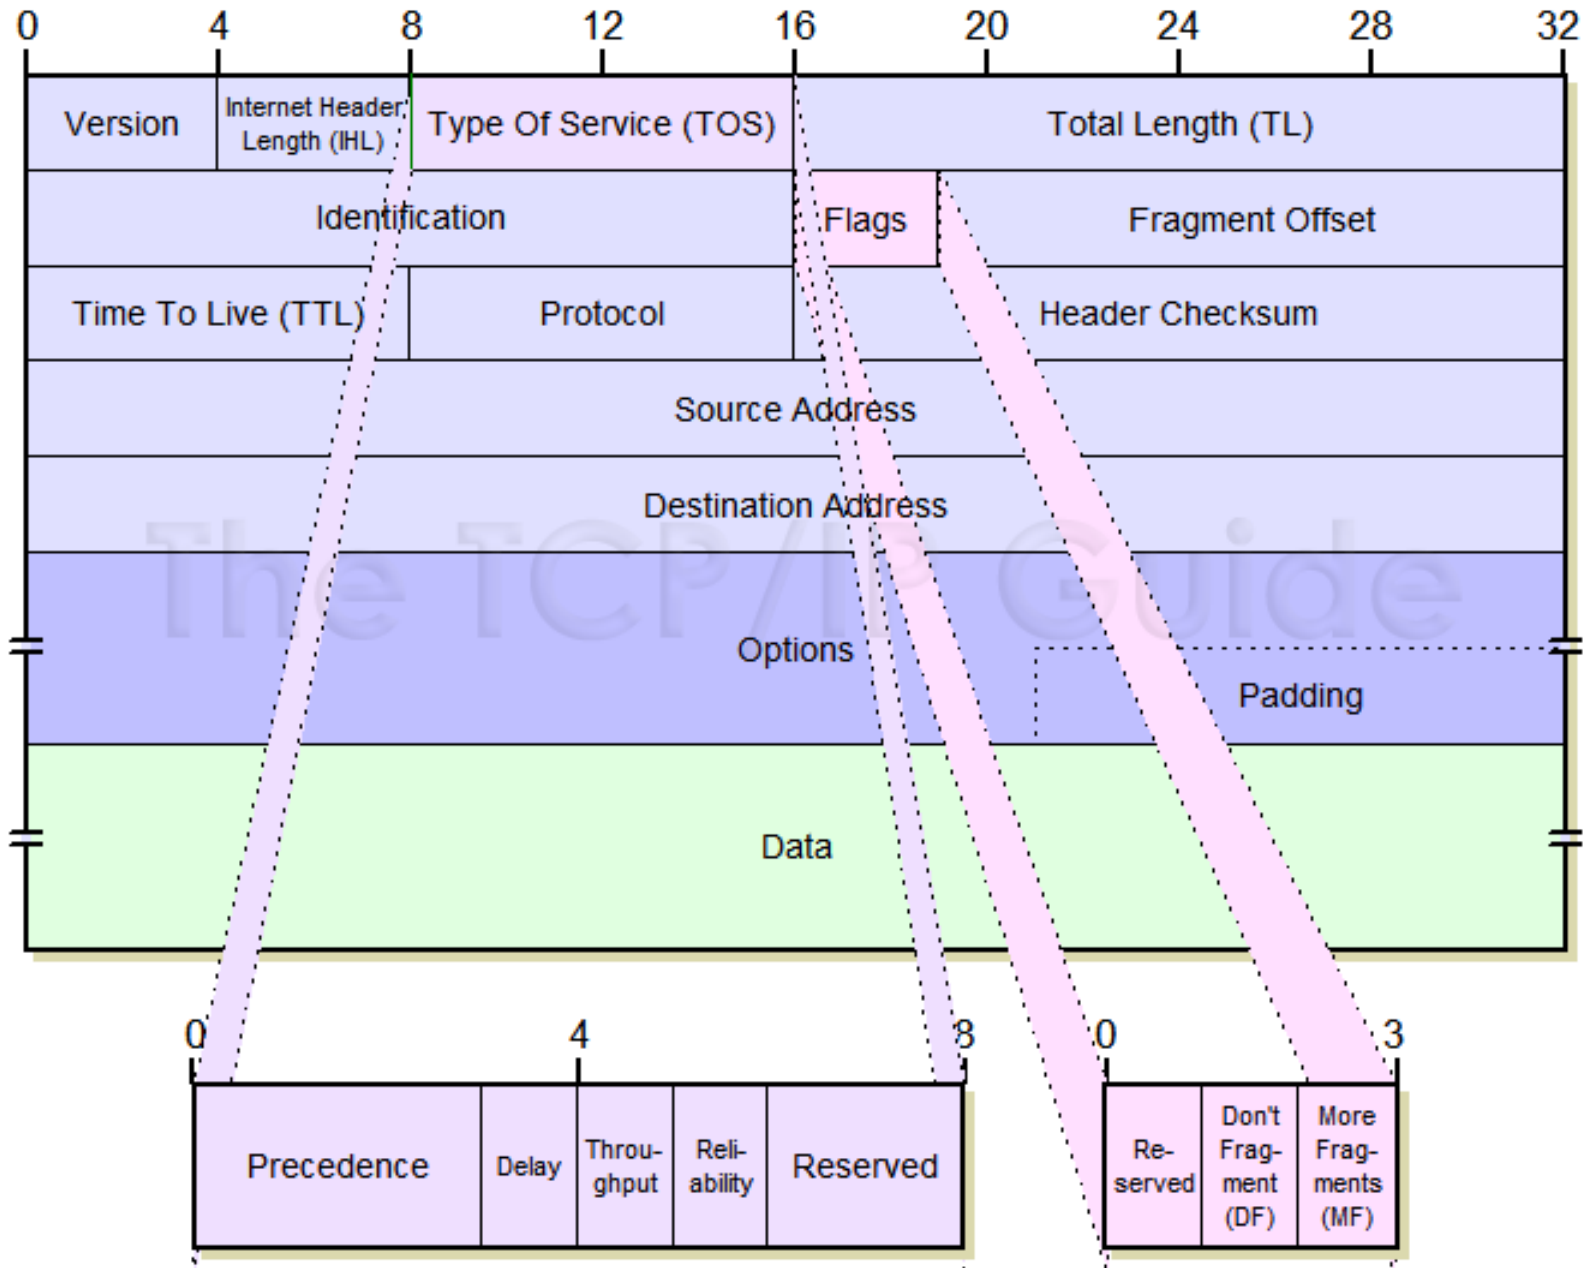 0 4 8 12 16 20 24 28 32
Version
Internet Header
Length (IHL)
Type Of Service (TOS)
Total Length (TL)
Identification
Flags
Fragment Offset
Time To Live (TTL)
Protocol
Header Checksum
Source Address
Destination Address
The TCP/IP Guide
Options
Padding
Data
0 4 8
Precedence
Delay
Throu-
ghput
Reli-
ability
Reserved
0 3
Re-
served
Don't
Frag-
ment
(DF)
More
Frag-
ments
(MF)